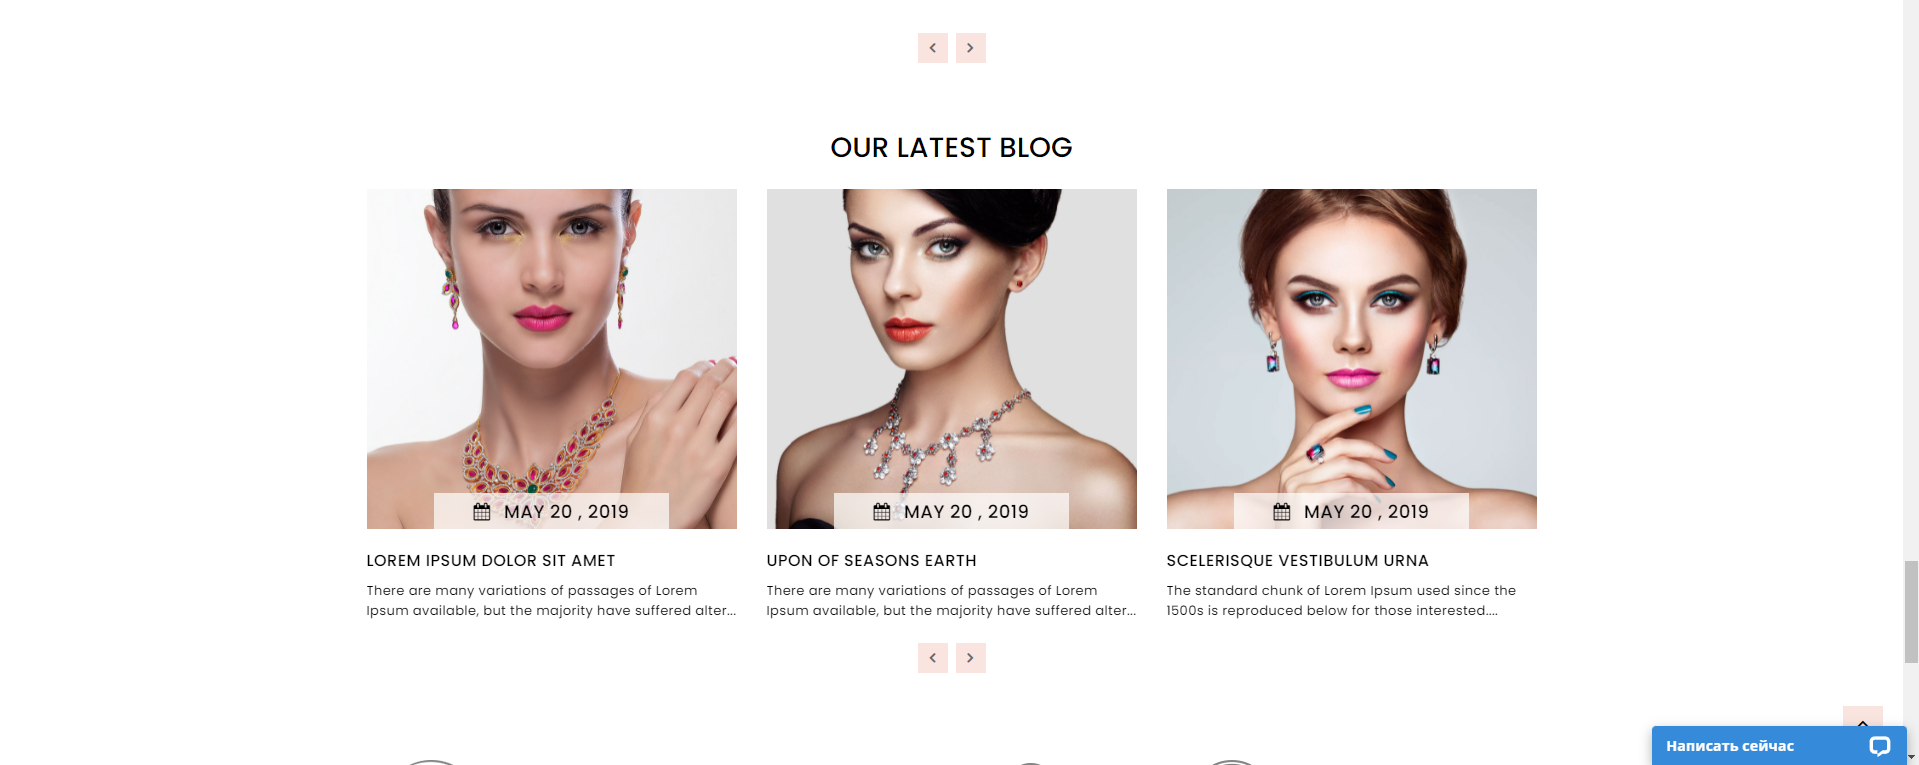 OUR LATEST BLOG
MAY 20 , 2019
MAY 20 , 2019
MAY 20 , 2019
LOREM IPSUM DOLOR SIT AMET
There are many variations of passages of Lorem
Ipsum available, but the majority have suffered alter...
UPON OF SEASONS EARTH
There are many variations of passages of Lorem
Ipsum available, but the majority have suffered alter...
SCELERISQUE VESTIBULUM URNA
The standard chunk of Lorem Ipsum used since the
1500s is reproduced below for those interested....
Написать сейчас